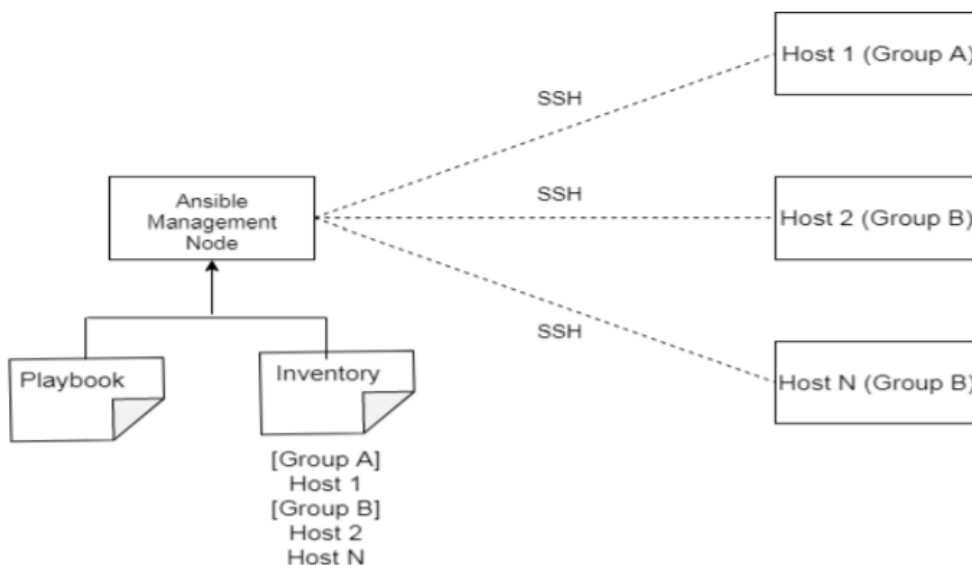 Host 1 (Group A)
SSH
Ansible
Management
Node
SSH
Host 2 (Group B)
SSH
Host N (Group B)
Playbook
Inventory
[Group A]
Host 1
[Group B]
Host 2
Host N